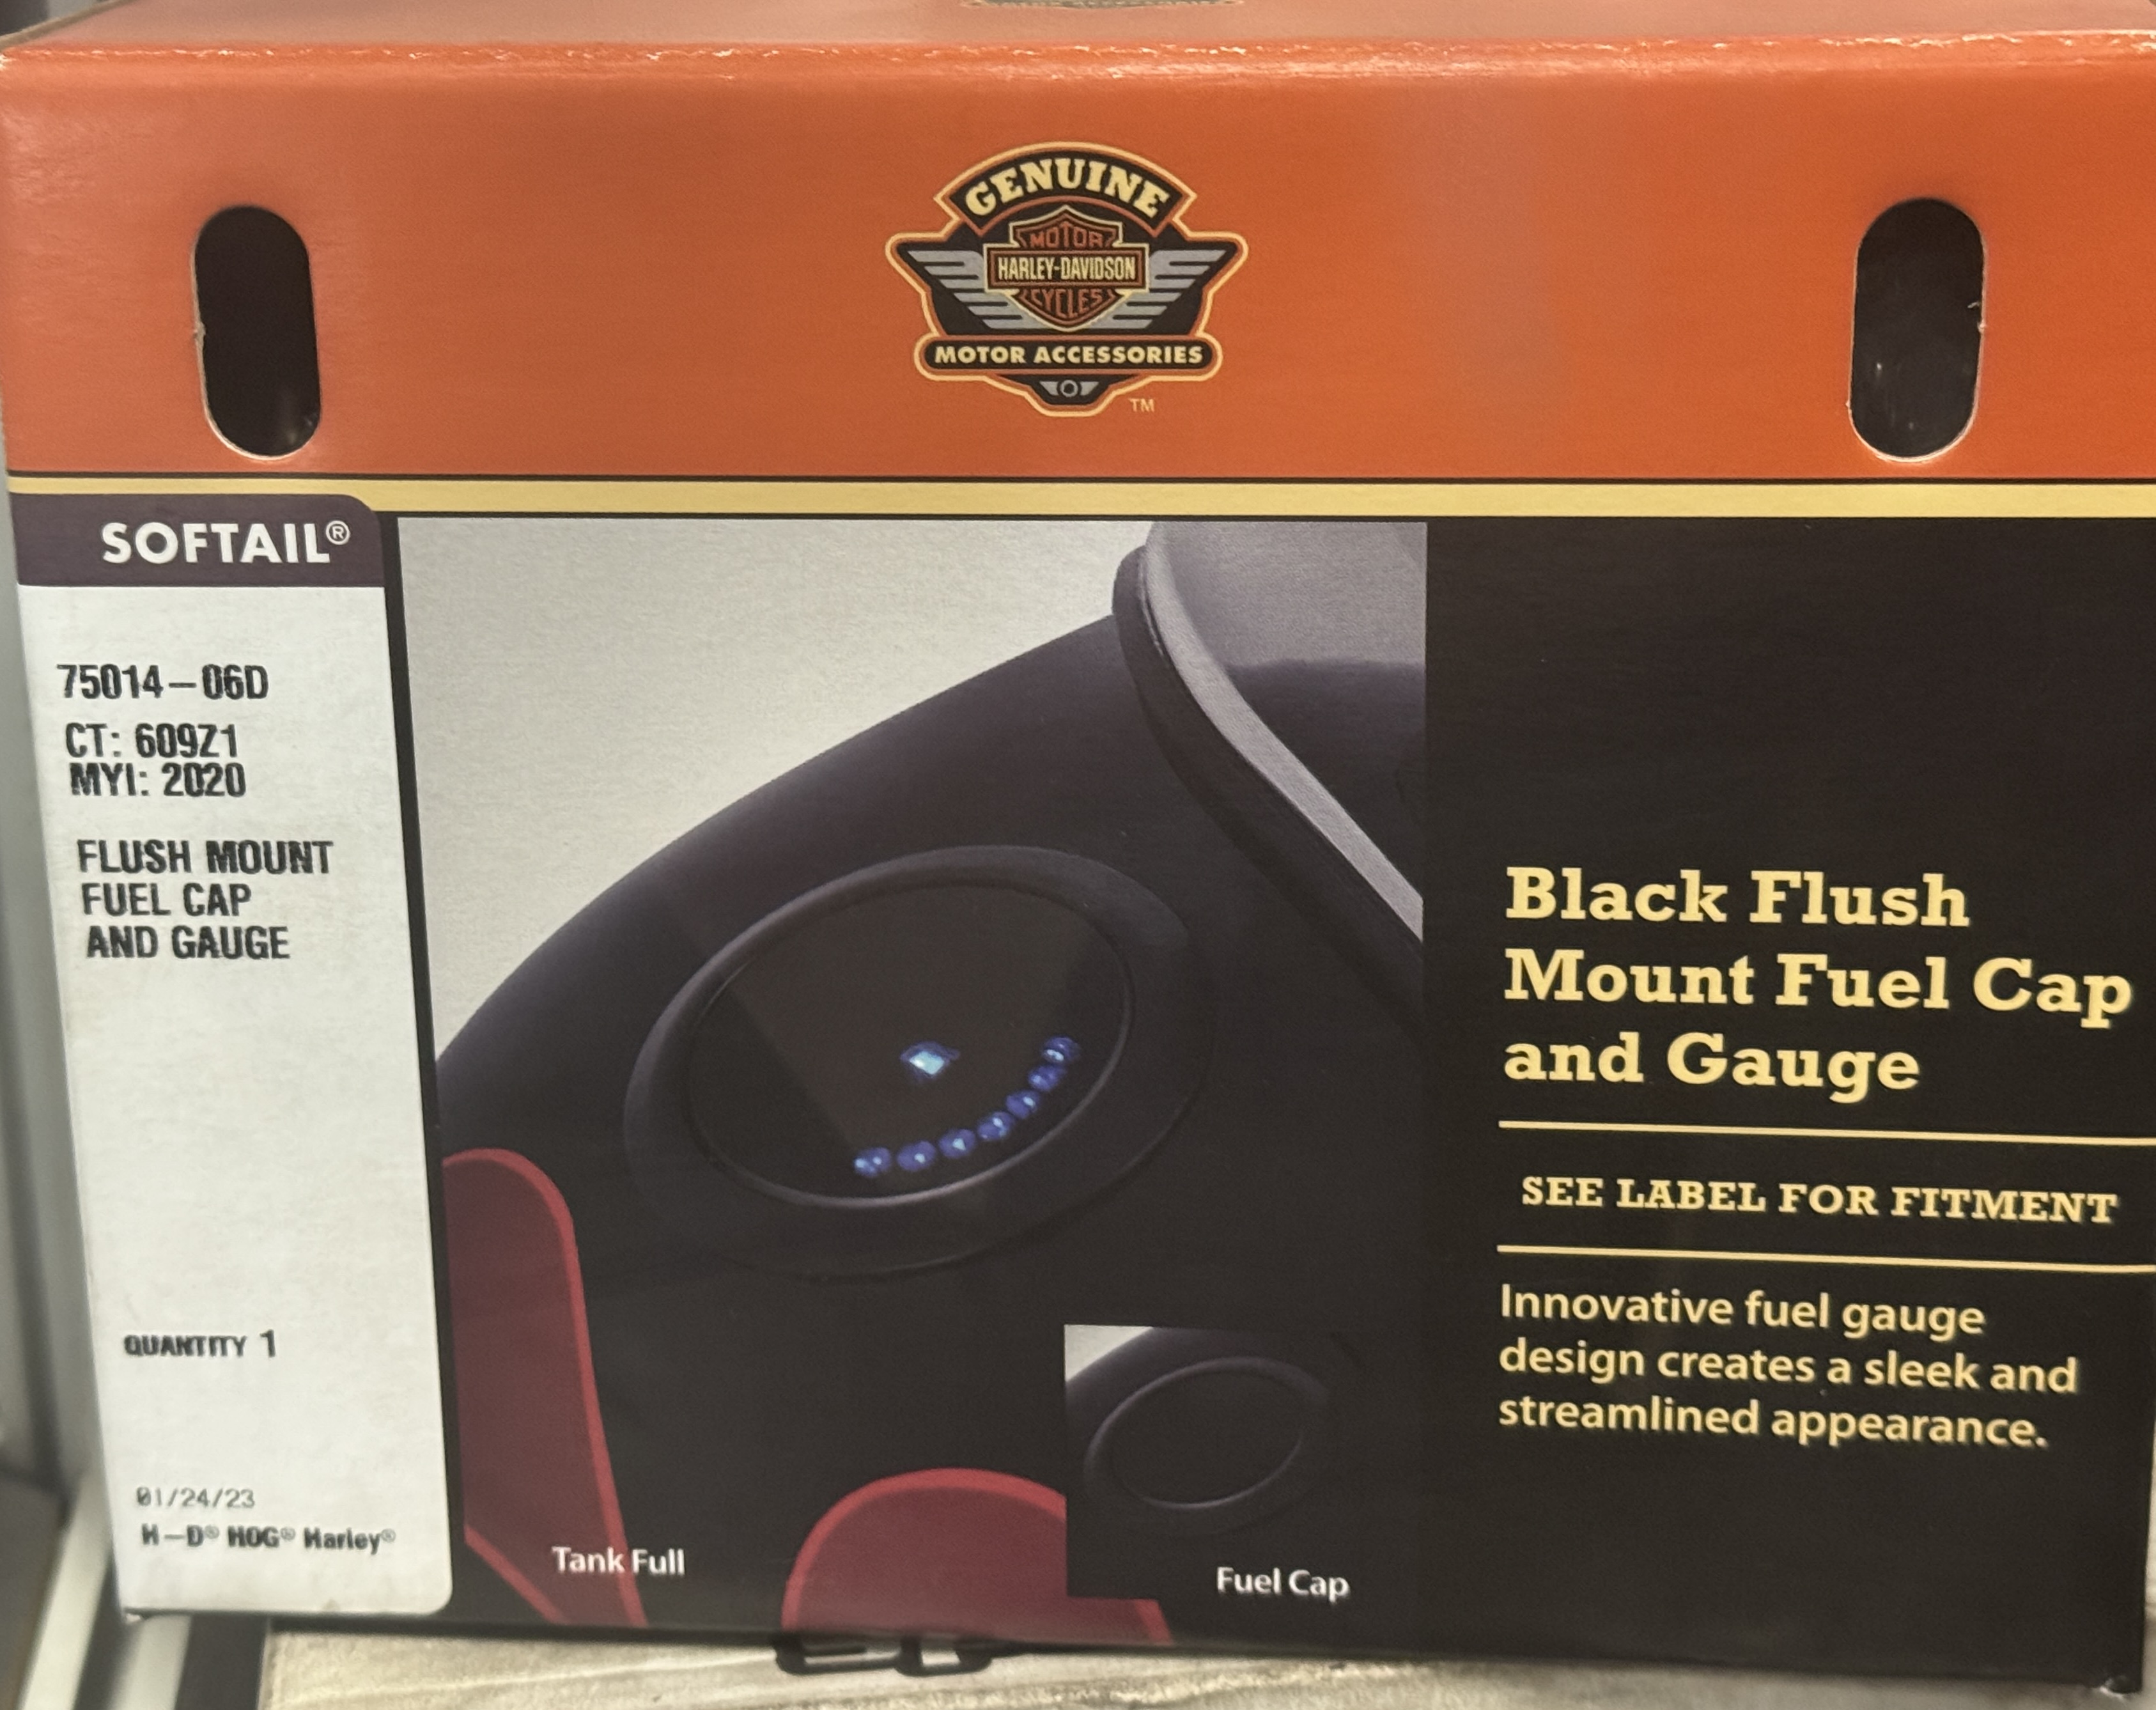 GENUINE
MOTOR
HARLEY-DAVIDSON
CYCLES
MOTOR ACCESSORIES
TM
SOFTAIL®
75014-06D
CT: 609Z1
MYI: 2020
FLUSH MOUNT
FUEL CAP
AND GAUGE
QUANTITY 1
01/24/23
H-D® HOG® Harley®
Tank Full
Fuel Cap
Black Flush
Mount Fuel Cap
and Gauge
SEE LABEL FOR FITMENT
Innovative fuel gauge
design creates a sleek and
streamlined appearance.